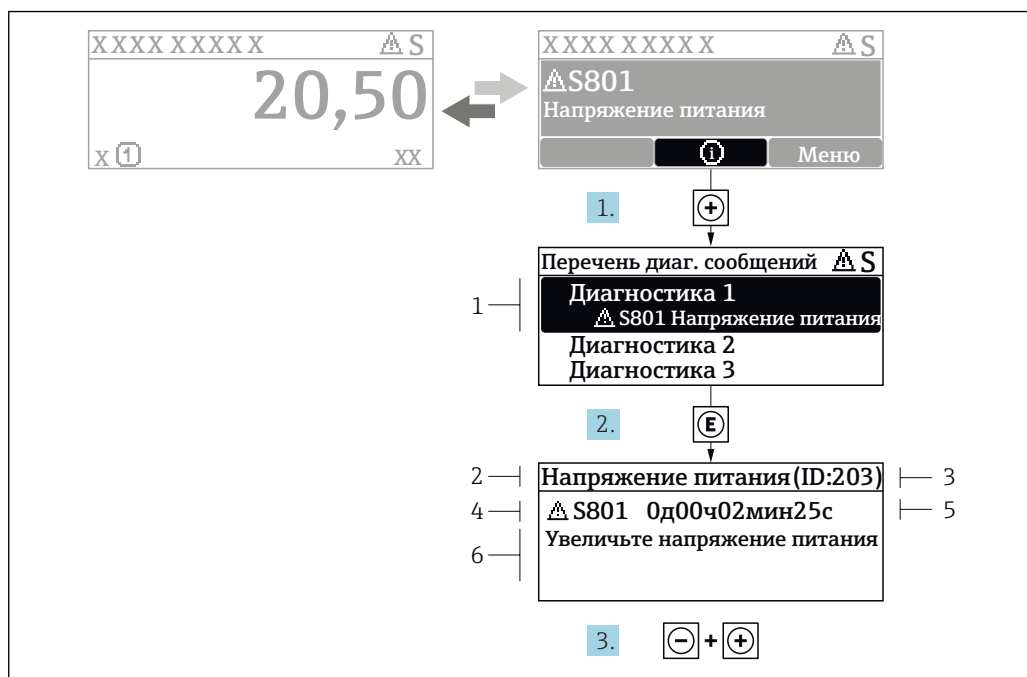 XXXX XXXXX ⚠ S
20,50
x ① XX
XXXX XXXXX ⚠ S
⚠ S801
Напряжение питания
ⓘ Меню
1. +
Перечень диаг. сообщений ⚠ S
1
Диагностика 1
⚠ S801 Напряжение питания
Диагностика 2
Диагностика 3
2. E
2 Напряжение питания (ID:203) 3
4 ⚠ S801 0д00ч02мин25с 5
6 Увеличьте напряжение питания
3. - + +